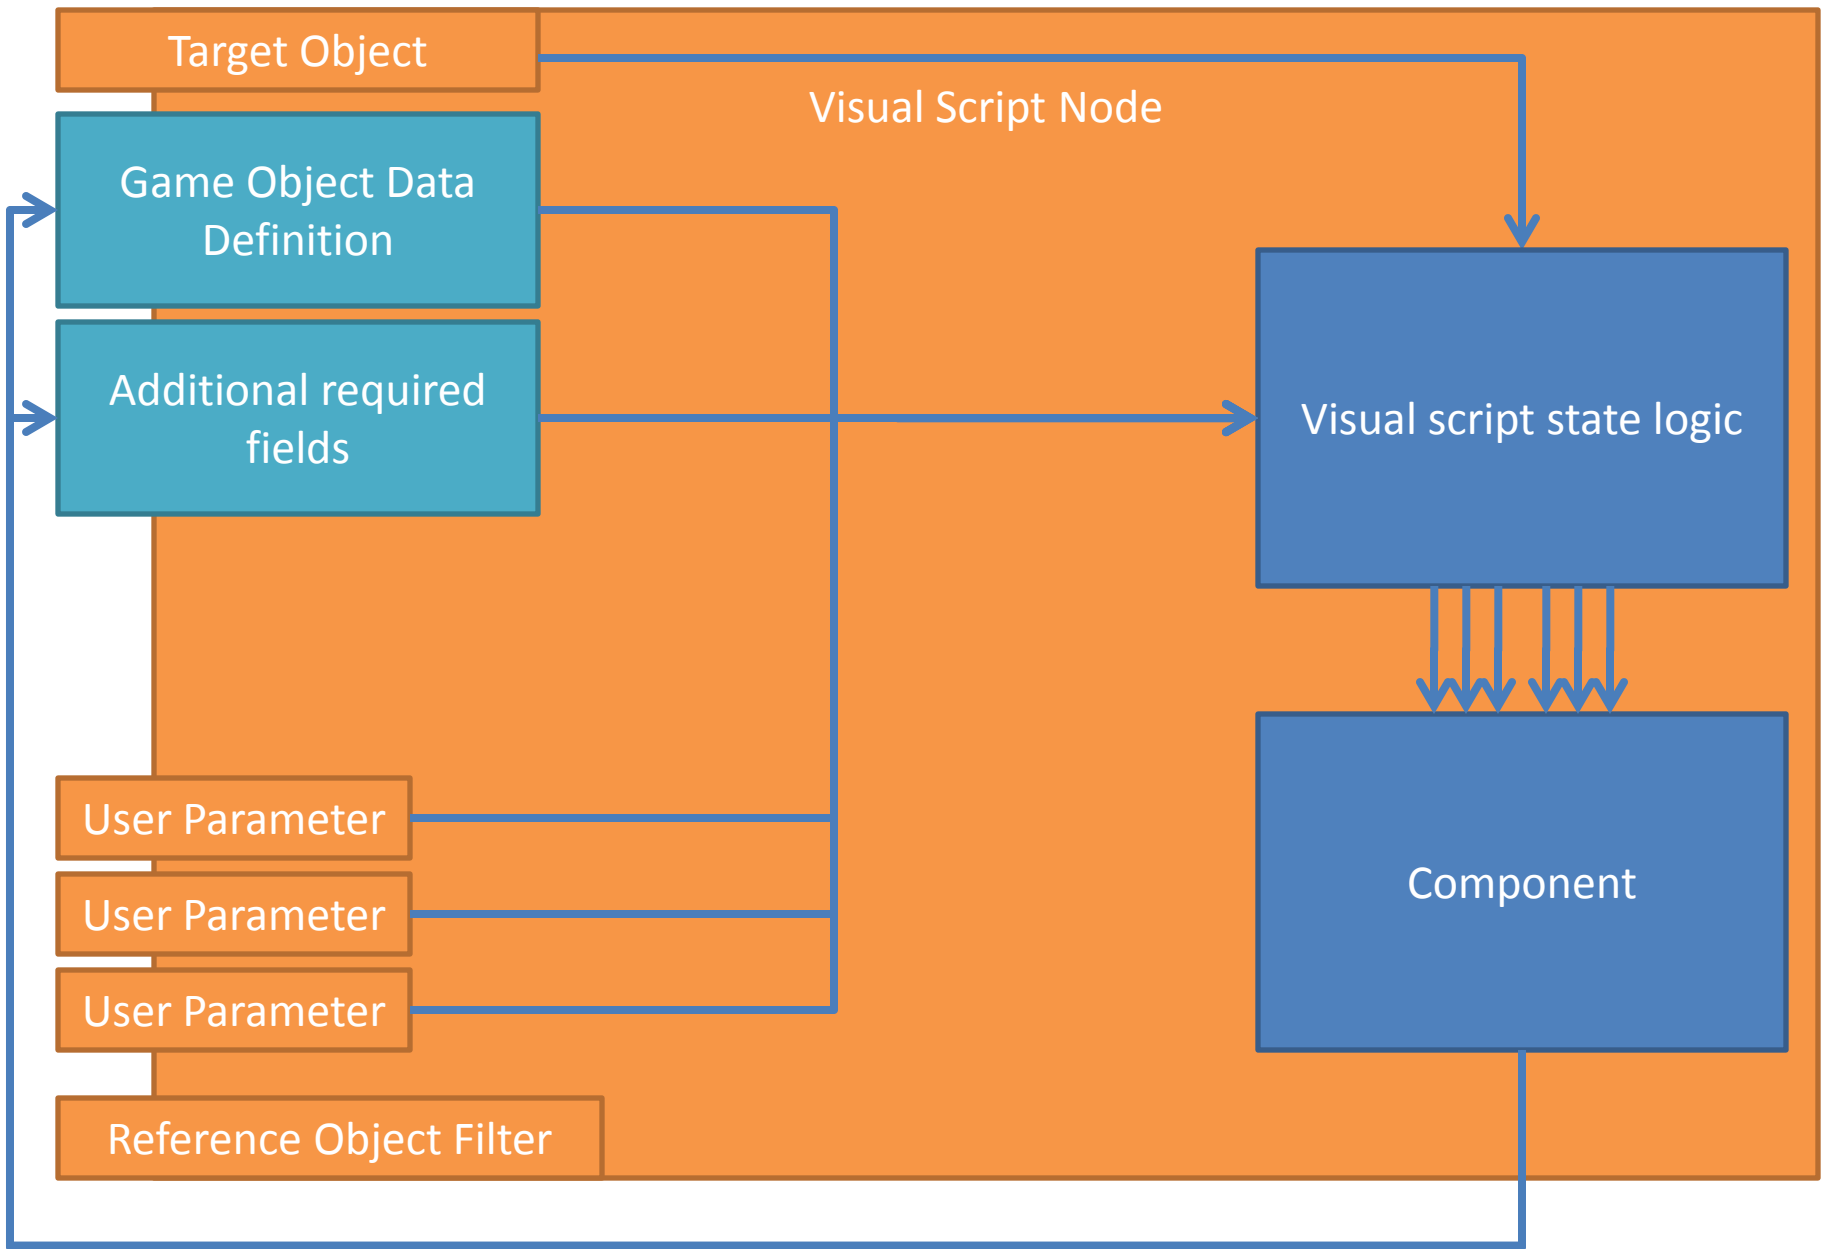 Target Object
Visual Script Node
Game Object Data
Definition
Additional required
fields
Visual script state logic
User Parameter
User Parameter
User Parameter
Component
Reference Object Filter